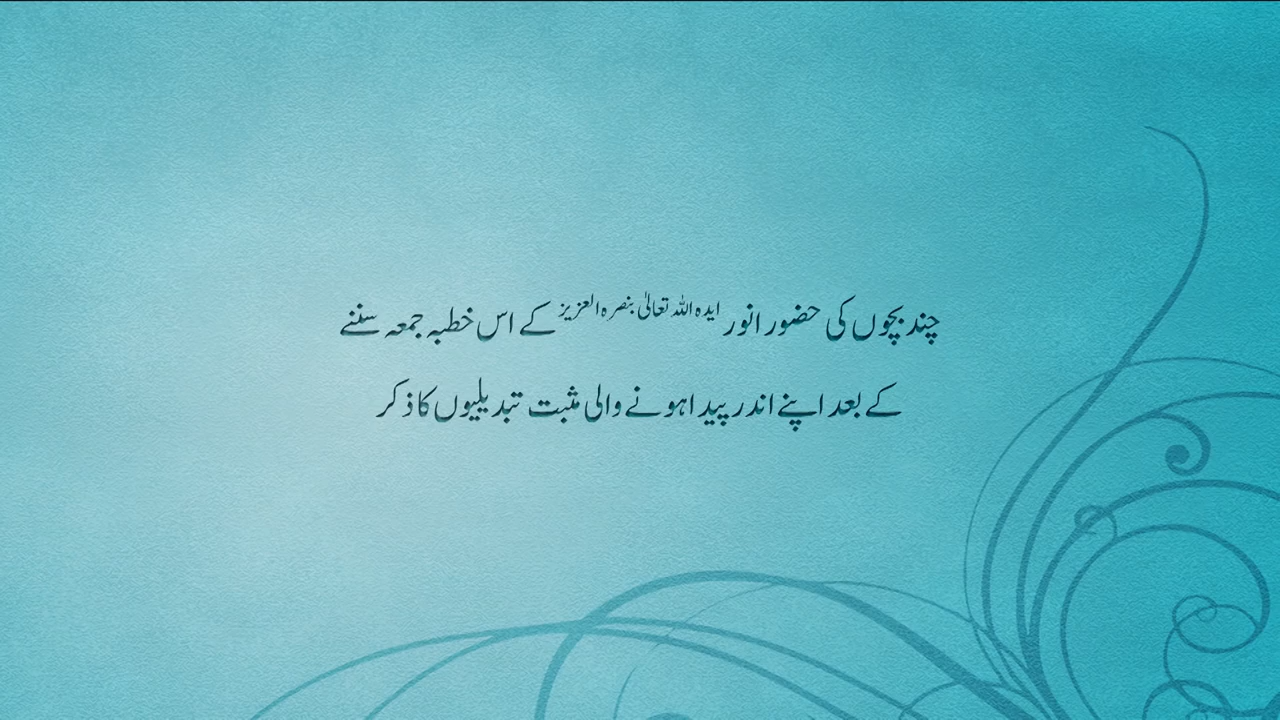 چند بچوں کی حضور انور ایدہ اللہ تعالیٰ بنصرہ العزیز کے اس خطبہ جمعہ سننے
کے بعد اپنے اندر پیدا ہونے والی مثبت تبدیلیوں کا ذکر